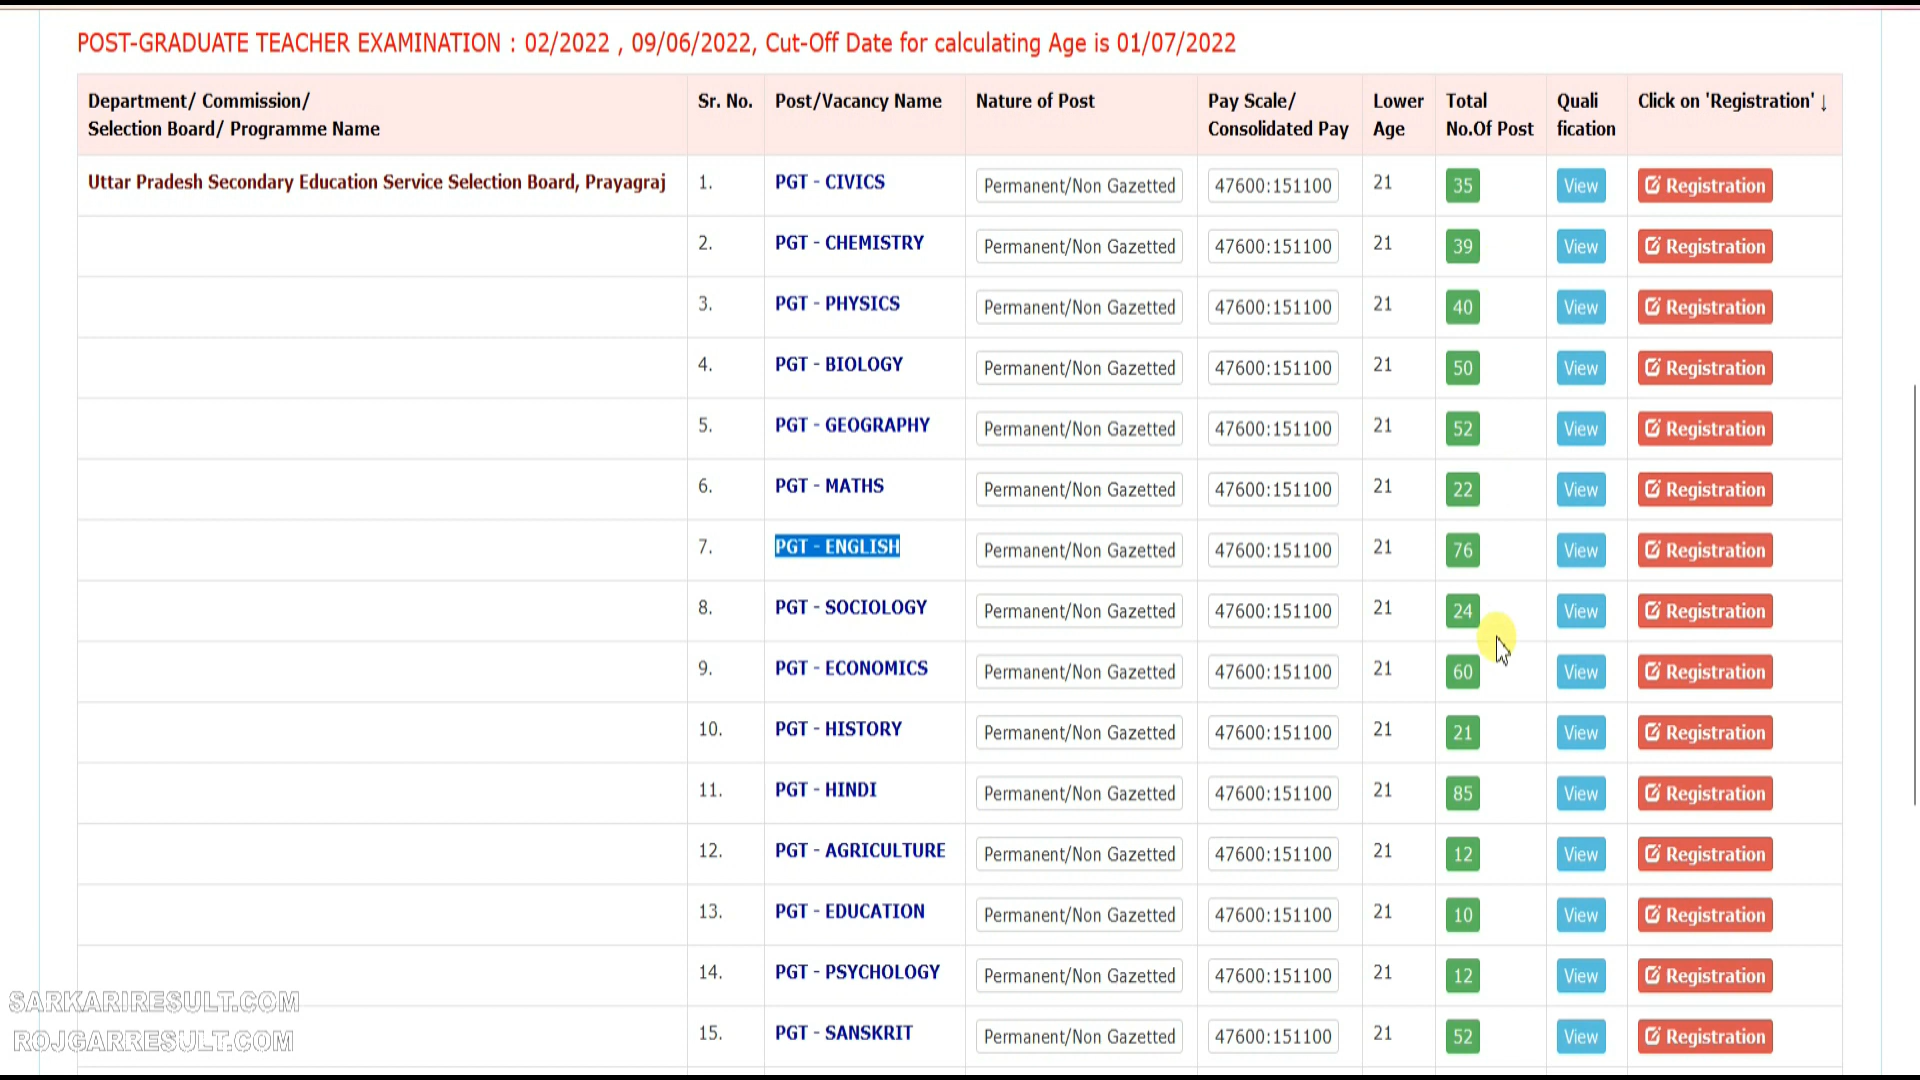 POST-GRADUATE TEACHER EXAMINATION : 02/2022 , 09/06/2022, Cut-Off Date for calculating Age is 01/07/2022
Department/ Commission/ Selection Board/ Programme Name Sr. No. Post/Vacancy Name Nature of Post Pay Scale/ Consolidated Pay Lower Age Total No.Of Post Quali fication Click on 'Registration' ↓
Uttar Pradesh Secondary Education Service Selection Board, Prayagraj 1. PGT - CIVICS Permanent/Non Gazetted 47600:151100 21 35 View Registration
2. PGT - CHEMISTRY Permanent/Non Gazetted 47600:151100 21 39 View Registration
3. PGT - PHYSICS Permanent/Non Gazetted 47600:151100 21 40 View Registration
4. PGT - BIOLOGY Permanent/Non Gazetted 47600:151100 21 50 View Registration
5. PGT - GEOGRAPHY Permanent/Non Gazetted 47600:151100 21 52 View Registration
6. PGT - MATHS Permanent/Non Gazetted 47600:151100 21 22 View Registration
7. PGT - ENGLISH Permanent/Non Gazetted 47600:151100 21 76 View Registration
8. PGT - SOCIOLOGY Permanent/Non Gazetted 47600:151100 21 24 View Registration
9. PGT - ECONOMICS Permanent/Non Gazetted 47600:151100 21 60 View Registration
10. PGT - HISTORY Permanent/Non Gazetted 47600:151100 21 21 View Registration
11. PGT - HINDI Permanent/Non Gazetted 47600:151100 21 85 View Registration
12. PGT - AGRICULTURE Permanent/Non Gazetted 47600:151100 21 12 View Registration
13. PGT - EDUCATION Permanent/Non Gazetted 47600:151100 21 10 View Registration
14. PGT - PSYCHOLOGY Permanent/Non Gazetted 47600:151100 21 12 View Registration
15. PGT - SANSKRIT Permanent/Non Gazetted 47600:151100 21 52 View Registration
SARKARIRESULT.COM
ROJGARRESULT.COM